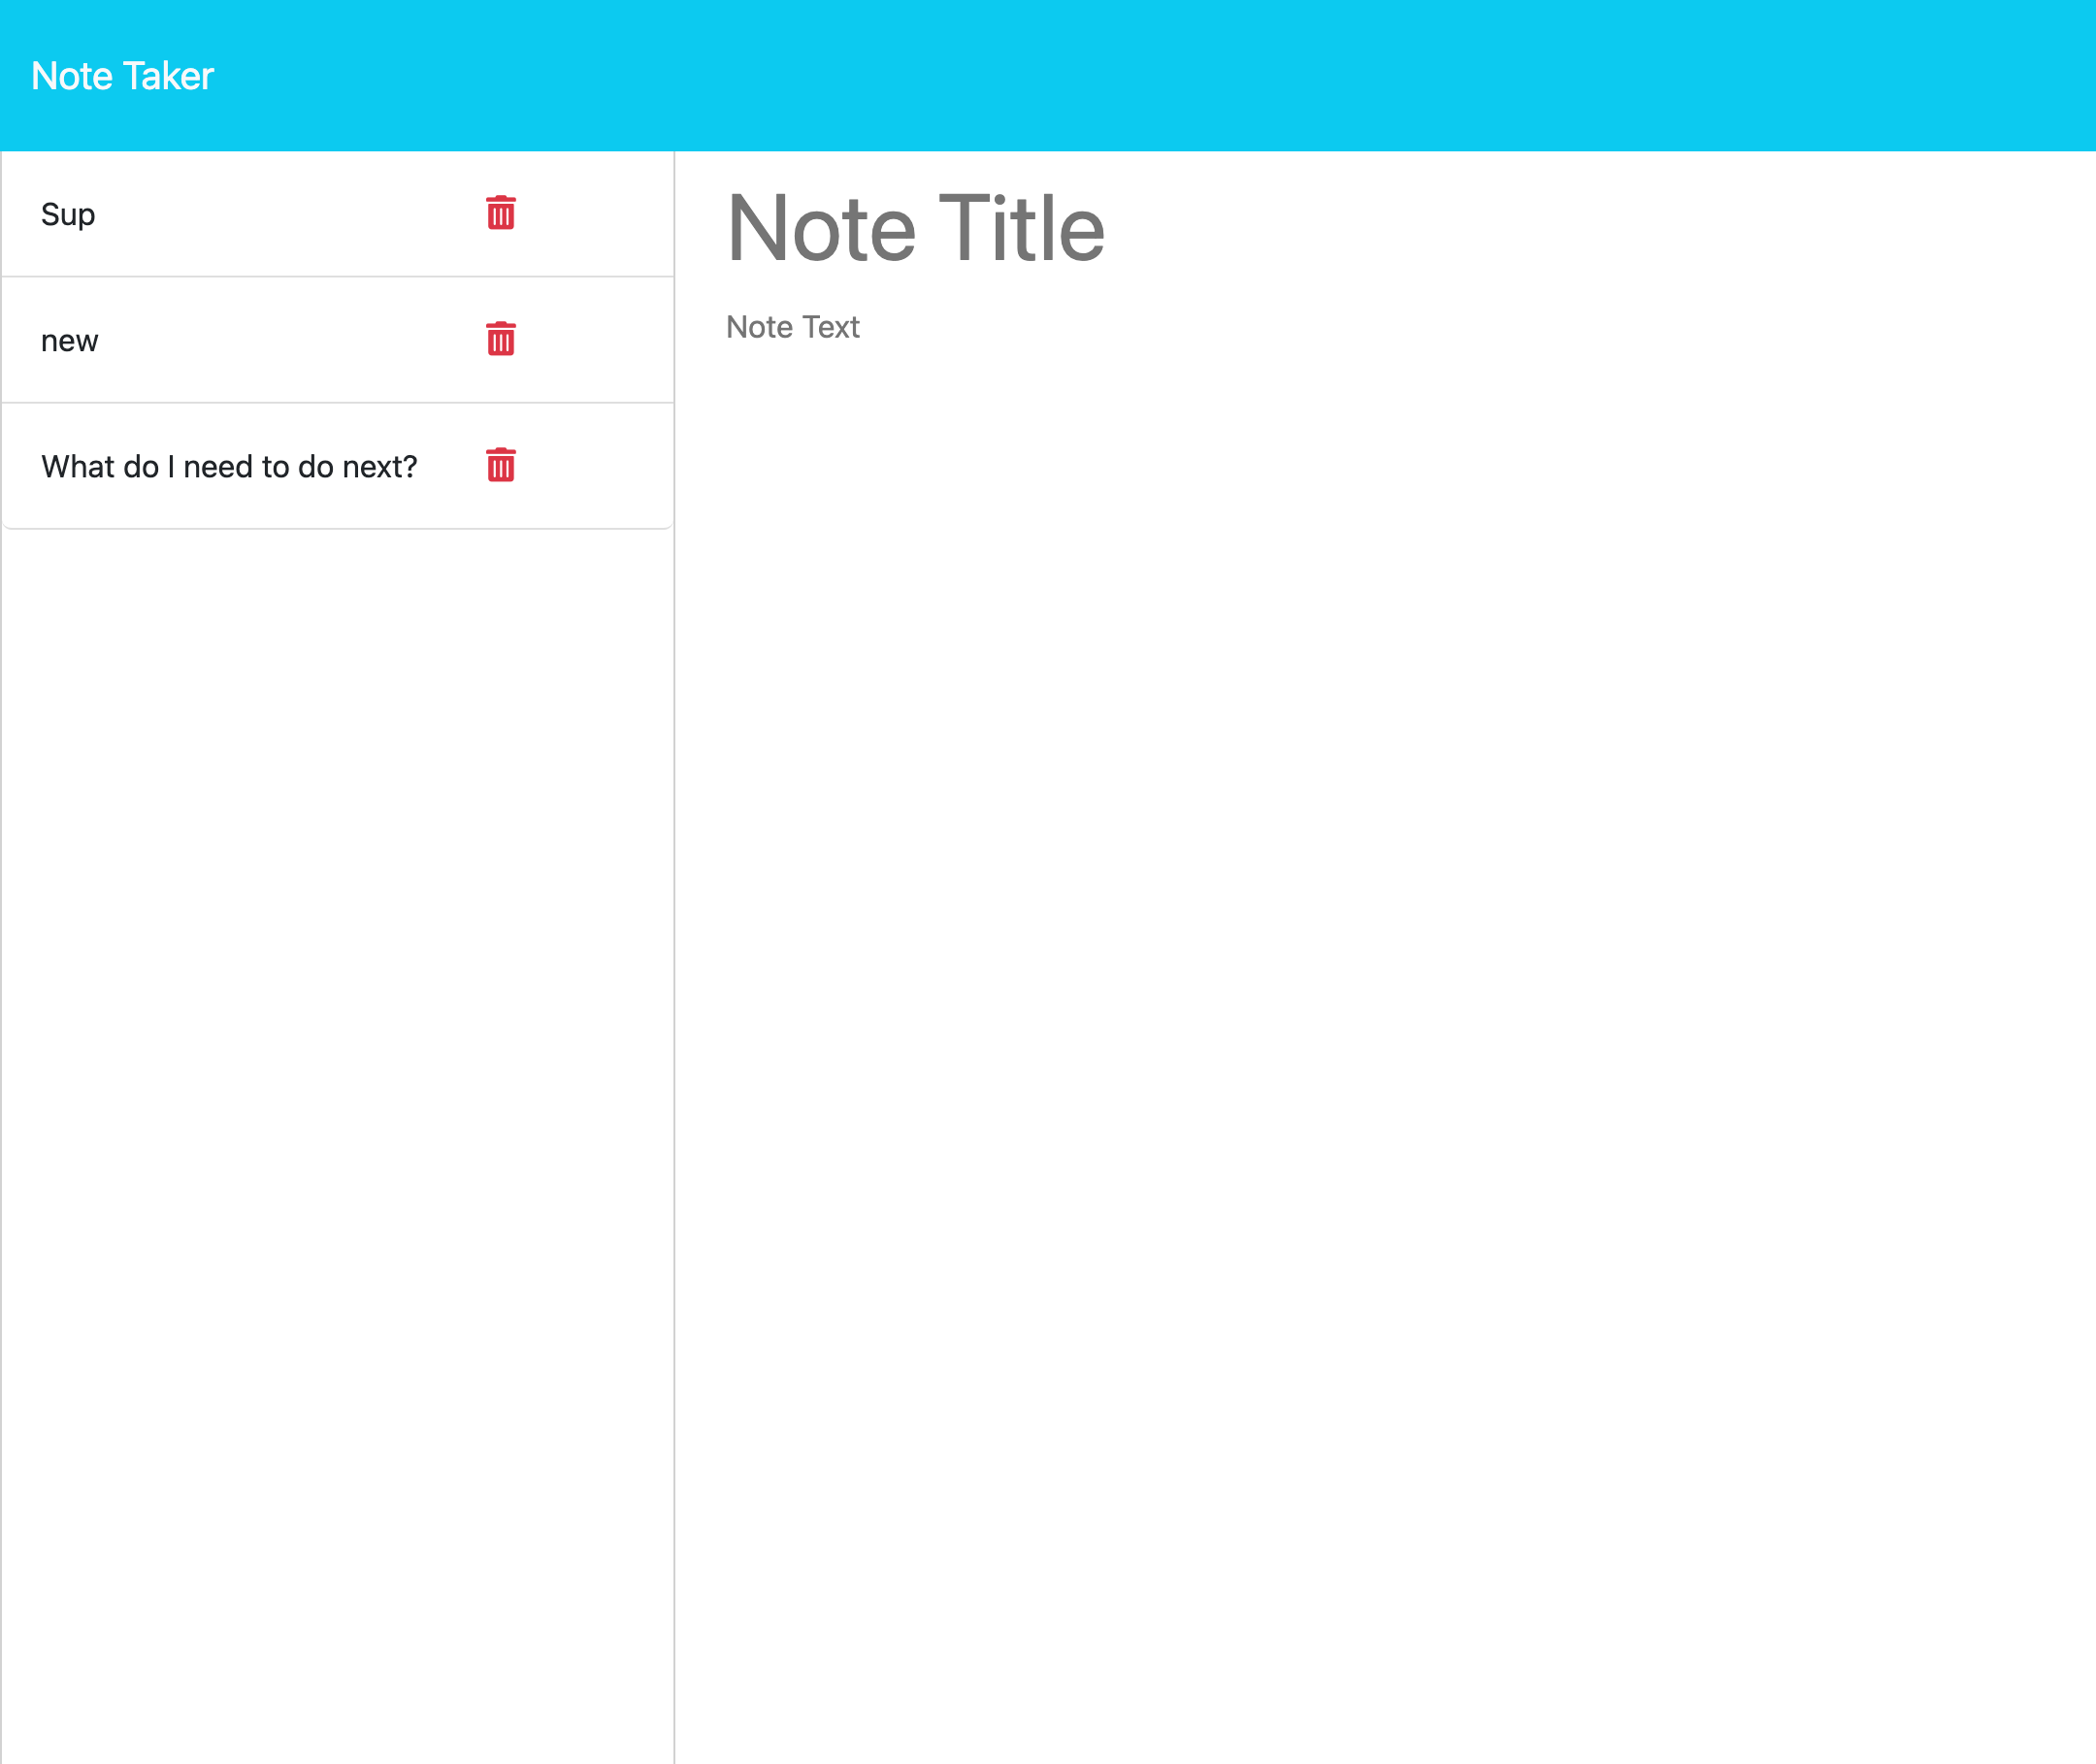 Note Taker
Sup
new
What do I need to do next?
Note Title
Note Text